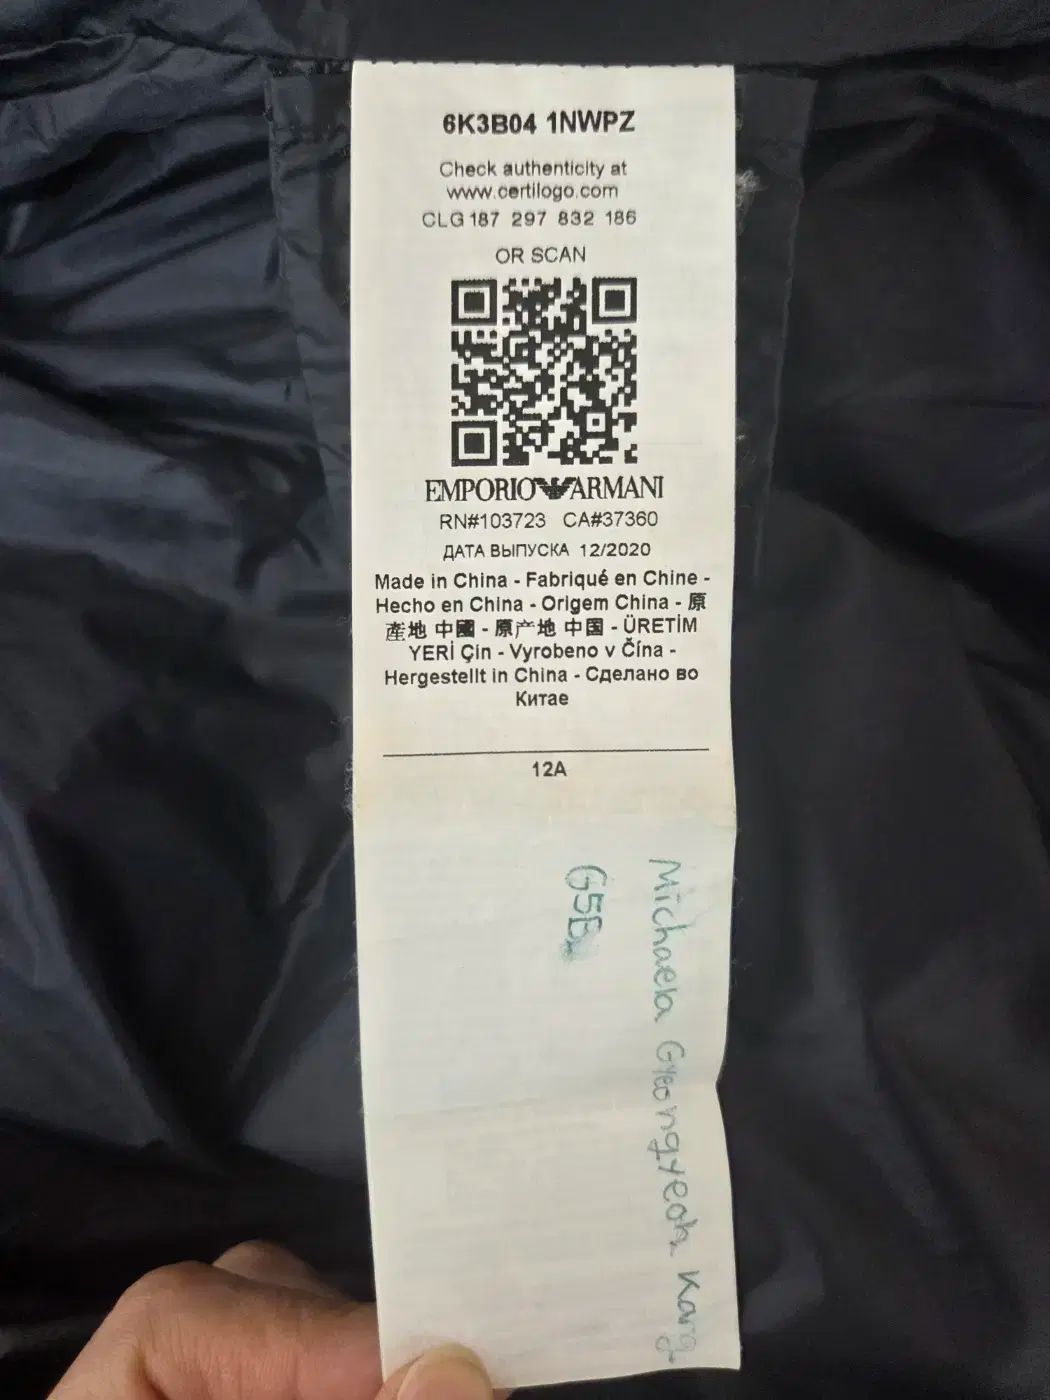 6K3B04 1NWPZ
Check authenticity at
www.certilogo.com
CLG 187 297 832 186
OR SCAN
EMPORIO ARMANI
RN#103723 CA#37360
ДАТА ВЫПУСКА 12/2020
Made in China - Fabriqué en Chine -
Hecho en China - Origem China - 原
產地 中國 - 原产地 中国 - ÜRETİM
YERİ Çin - Vyrobeno v Čína -
Hergestellt in China - Сделано во
Китае
12A
Michaela Gyeongyeon Kang
G5B